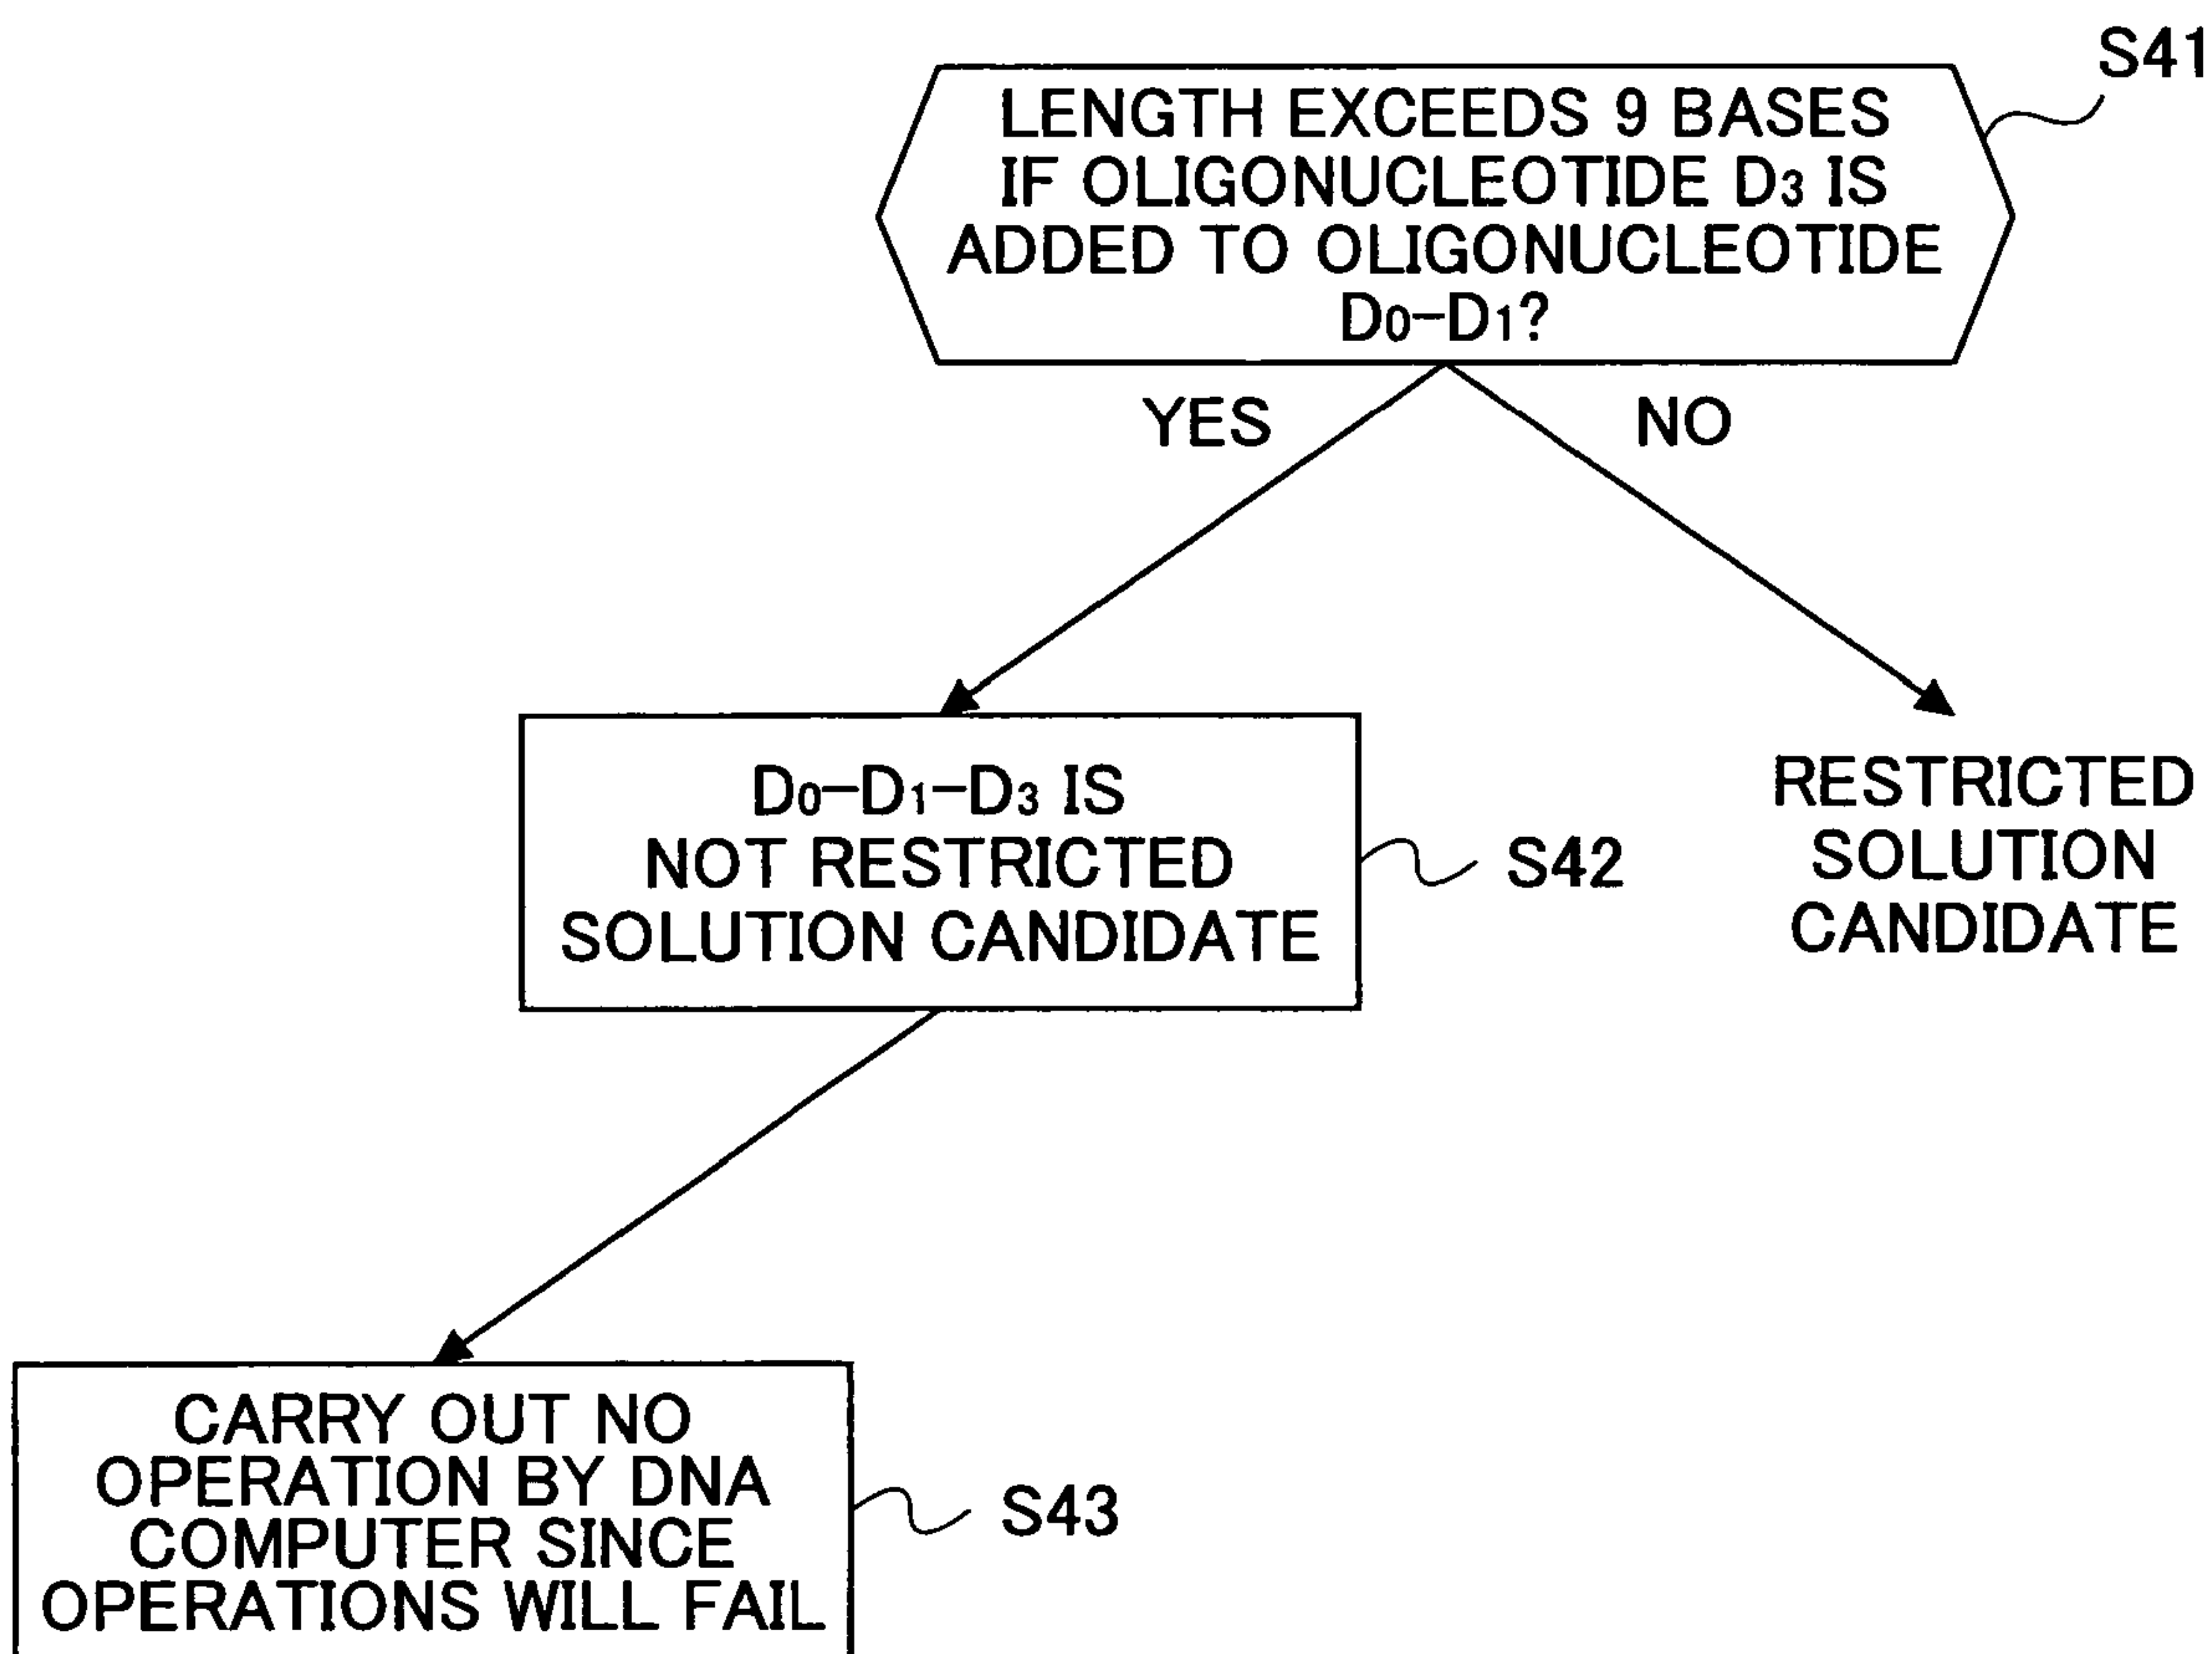 S41
LENGTH EXCEEDS 9 BASES
IF OLIGONUCLEOTIDE D3 IS
ADDED TO OLIGONUCLEOTIDE
D0-D1?
YES
NO
D0-D1-D3 IS
NOT RESTRICTED
SOLUTION CANDIDATE
S42
RESTRICTED
SOLUTION
CANDIDATE
CARRY OUT NO
OPERATION BY DNA
COMPUTER SINCE
OPERATIONS WILL FAIL
S43